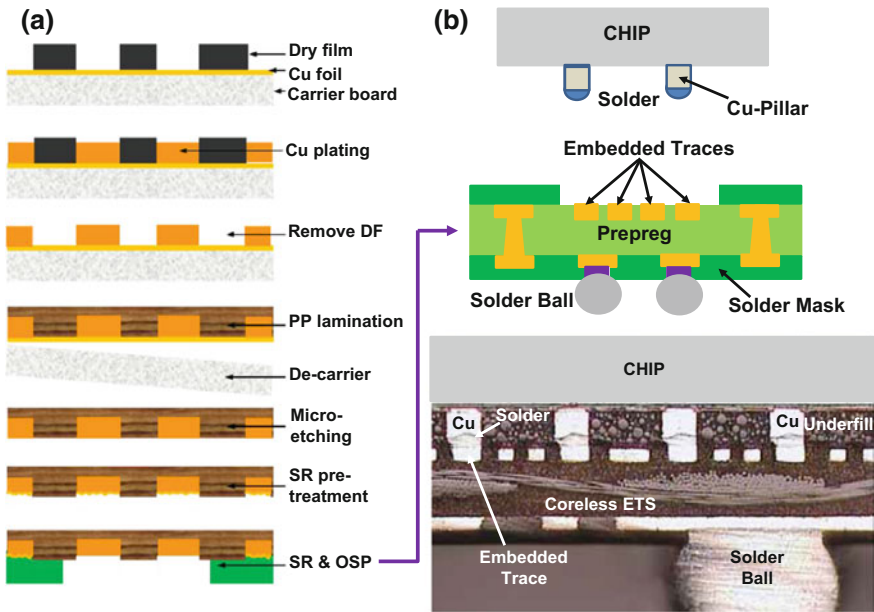 (a)
Dry film
Cu foil
Carrier board
Cu plating
Remove DF
PP lamination
De-carrier
Micro-
etching
SR pre-
treatment
SR & OSP
(b)
CHIP
Solder
Cu-Pillar
Embedded Traces
Prepreg
Solder Ball
Solder Mask
CHIP
Cu
Solder
Cu
Underfill
Coreless ETS
Embedded
Trace
Solder
Ball